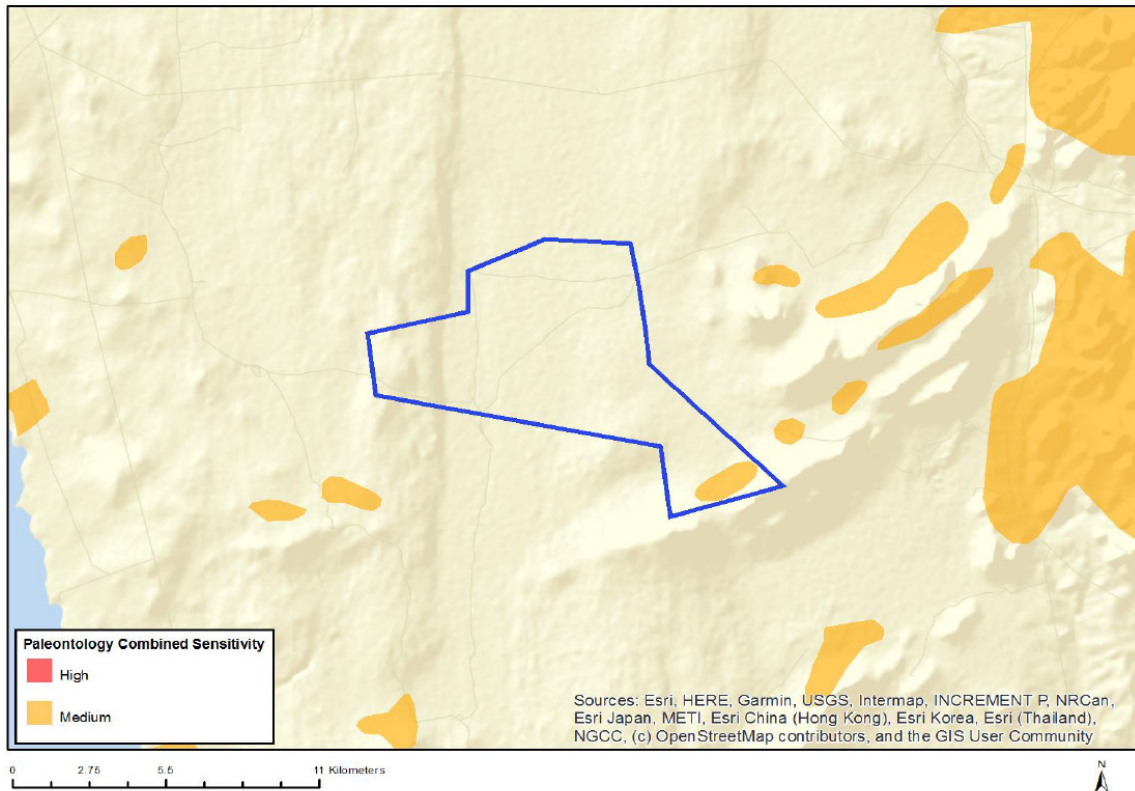 Paleontology Combined Sensitivity
High
Medium
Sources: Esri, HERE, Garmin, USGS, Intermap, INCREMENT P, NRCan,
Esri Japan, METI, Esri China (Hong Kong), Esri Korea, Esri (Thailand),
NGCC, (c) OpenStreetMap contributors, and the GIS User Community
0 2.75 5.5 11 Kilometers
N